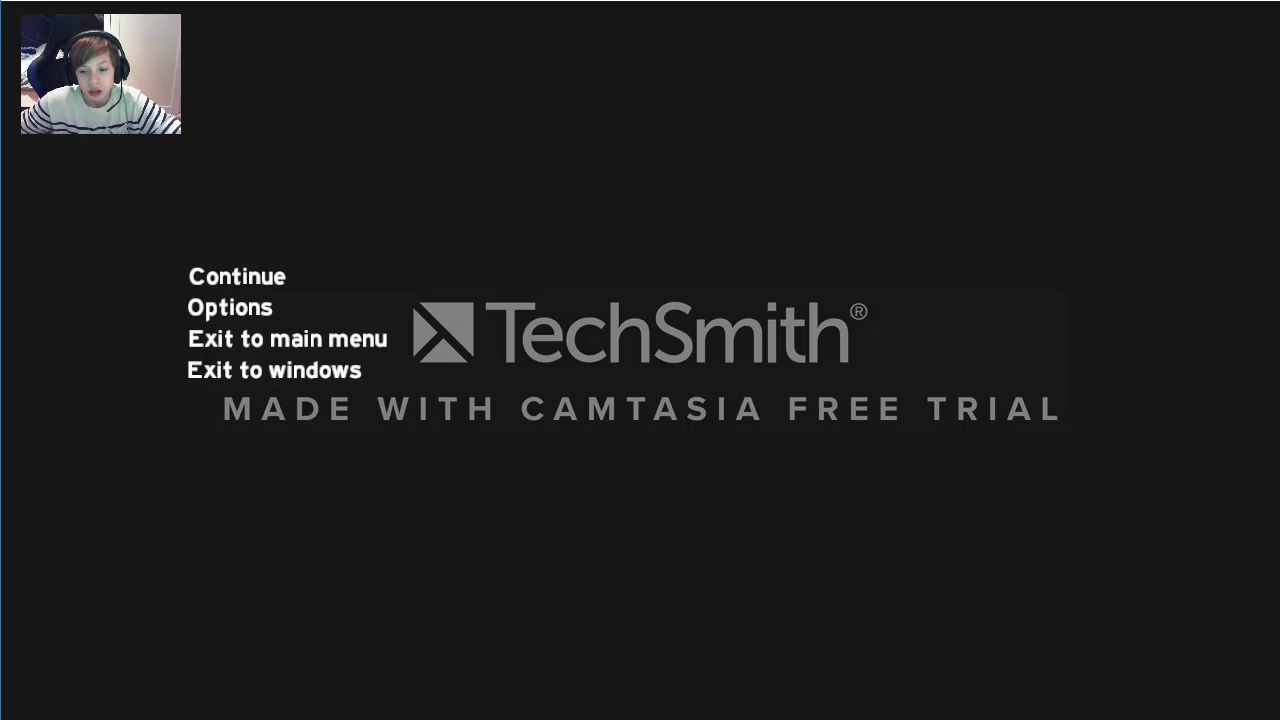 Continue
Options
Exit to main menu
Exit to windows
TechSmith®
MADE WITH CAMTASIA FREE TRIAL